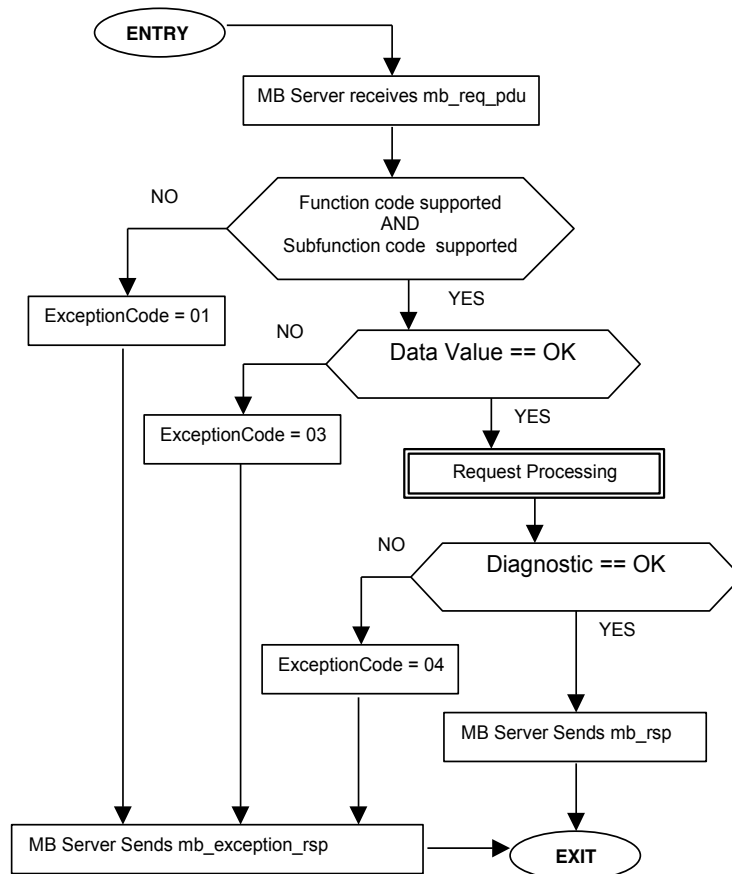 ENTRY
MB Server receives mb_req_pdu
NO
Function code supported
AND
Subfunction code supported
YES
ExceptionCode = 01
NO
Data Value == OK
YES
ExceptionCode = 03
Request Processing
NO
Diagnostic == OK
YES
ExceptionCode = 04
MB Server Sends mb_rsp
MB Server Sends mb_exception_rsp
EXIT